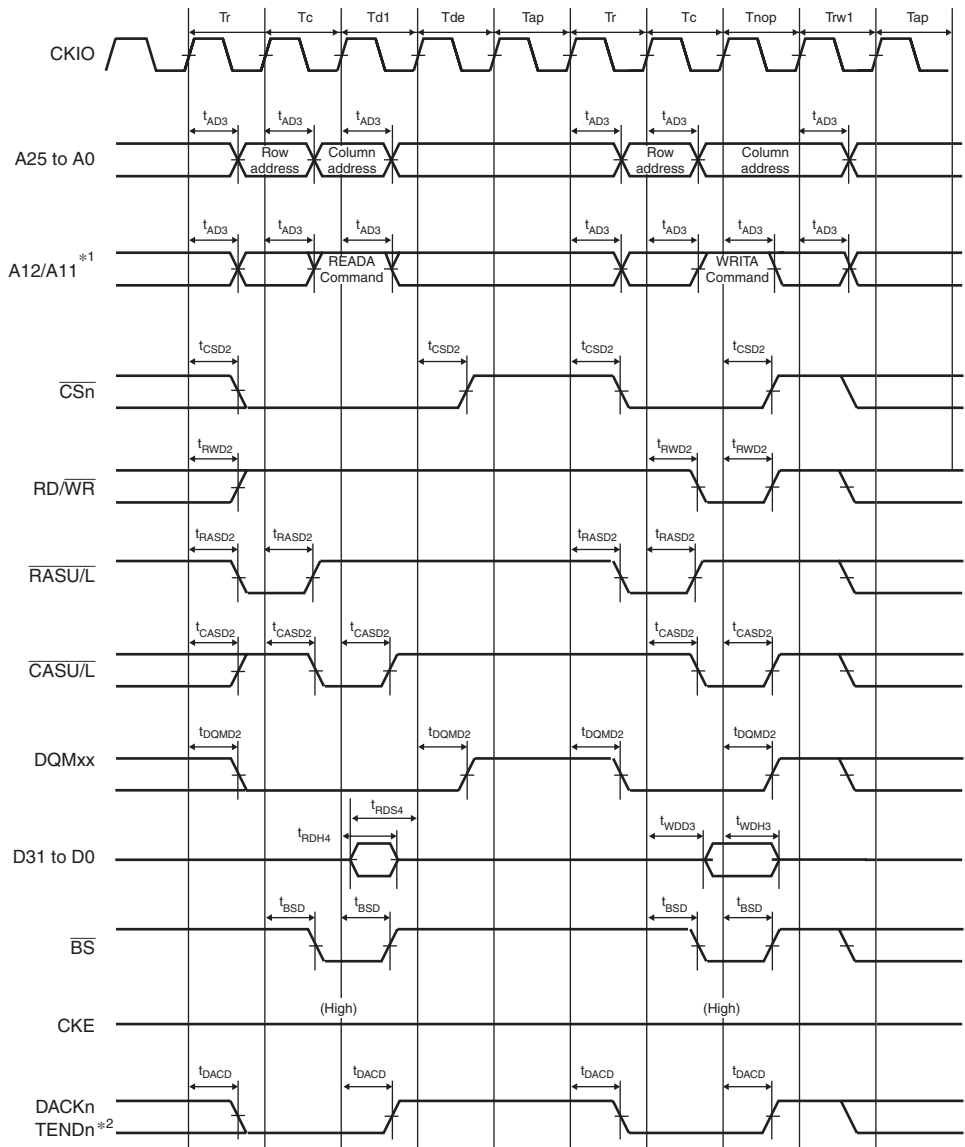 Tr Tc Td1 Tde Tap Tr Tc Tnop Trw1 Tap
CKIO
tAD3 tAD3 tAD3 tAD3 tAD3 tAD3
A25 to A0
Row address Column address Row address Column address
tAD3 tAD3 tAD3 tAD3 tAD3 tAD3 tAD3
A12/A11*1
READA Command WRITA Command
tCSD2 tCSD2 tCSD2 tCSD2
CSn
tRWD2 tRWD2 tRWD2
RD/WR
tRASD2 tRASD2 tRASD2 tRASD2
RASU/L
tCASD2 tCASD2 tCASD2 tCASD2 tCASD2
CASU/L
tDQMD2 tDQMD2 tDQMD2 tDQMD2
DQMxx
tRDS4
tRDH4 tWDD3 tWDH3
D31 to D0
tBSD tBSD tBSD tBSD
BS
(High) (High)
CKE
tDACD tDACD tDACD tDACD
DACKn
TENDn*2